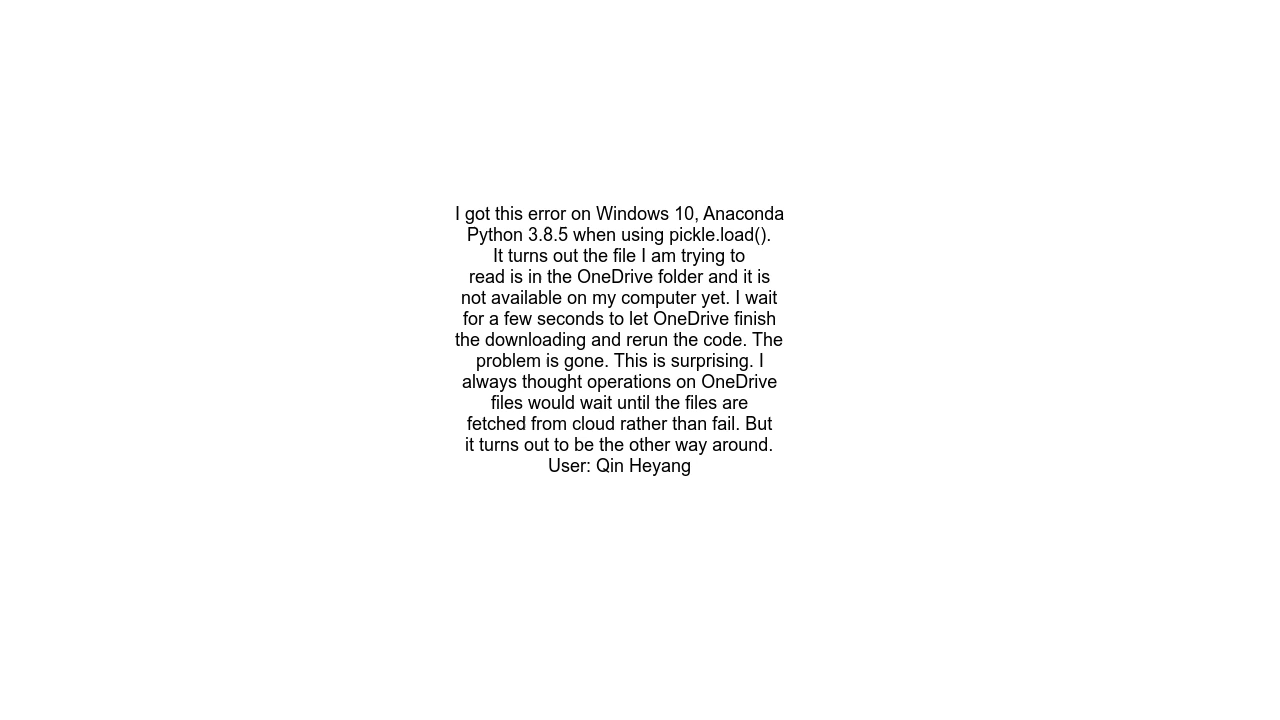 I got this error on Windows 10, Anaconda
Python 3.8.5 when using pickle.load().
It turns out the file I am trying to
read is in the OneDrive folder and it is
not available on my computer yet. I wait
for a few seconds to let OneDrive finish
the downloading and rerun the code. The
problem is gone. This is surprising. I
always thought operations on OneDrive
files would wait until the files are
fetched from cloud rather than fail. But
it turns out to be the other way around.
User: Qin Heyang